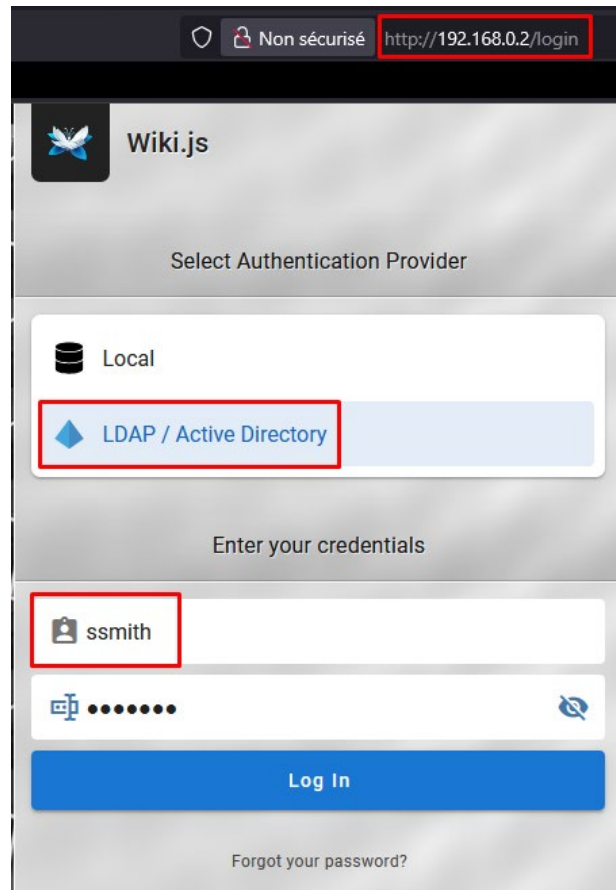 Non sécurisé http://192.168.0.2/login
Wiki.js
Select Authentication Provider
Local
LDAP / Active Directory
Enter your credentials
ssmith
•••••••
Log In
Forgot your password?